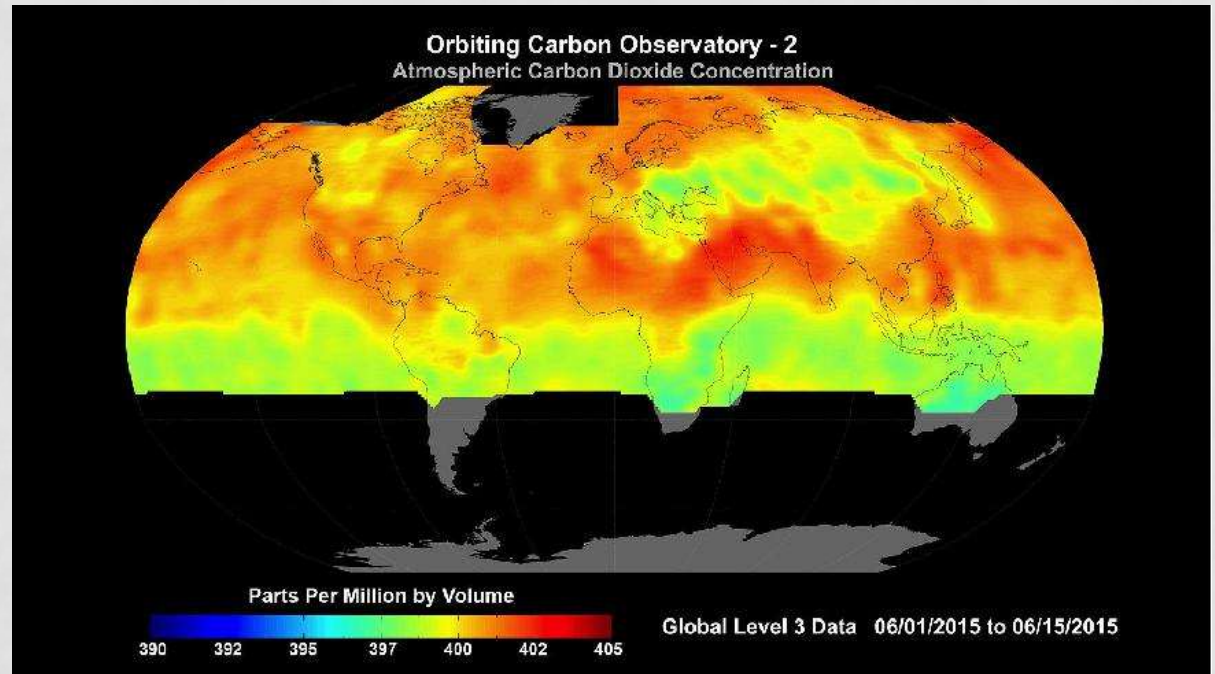 Orbiting Carbon Observatory - 2
Atmospheric Carbon Dioxide Concentration
Parts Per Million by Volume
390 392 395 397 400 402 405
Global Level 3 Data 06/01/2015 to 06/15/2015